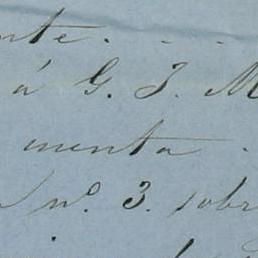 nte. . . .
á G. J. M
menta .
nº. 3. sobr